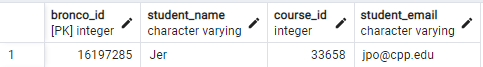 bronco_id student_name course_id student_email
[PK] integer character varying integer character varying
1 16197285 Jer 33658 jpo@cpp.edu